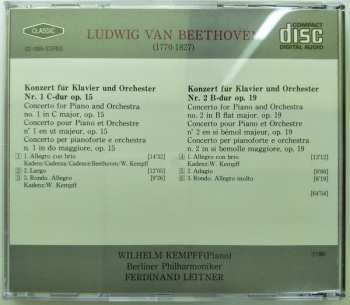 CLASSIC
LUDWIG VAN BEETHOVEN
(1770-1827)
COMPACT
disc
DIGITAL AUDIO
Konzert fur Klavier und Orchester
Nr. 1 C-dur op. 15
Concerto for Piano and Orchestra
no. 1 in C major, op. 15
Concerto pour Piano et Orchestre
n° 1 en ut majeur, op. 15
Concerto per pianoforte e orchestra
n. 1 in do maggiore, op. 15
1. Allegro con brio
Kadenz/Cadenza/Cadence/Beethoven/W. Kempff
2. Largo
3. Rondo. Allegro
Kadenz: W. Kempff
Konzert fur Klavier und Orchester
Nr. 2 B-dur op. 19
Concerto for Piano and Orchestra
no. 2 in B flat major, op. 19
Concerto pour Piano et Orchestre
n° 2 en si bémol majeur, op. 19
Concerto per pianoforte e orchestra
n. 2 in si bemolle maggiore, op. 19
1. Allegro con brio
Kadenz: W. Kempff
2. Adagio
3. Rondo. Allegro molto
WILHELM KEMPFF(Piano)
Berliner Philharmoniker
FERDINAND LEITNER